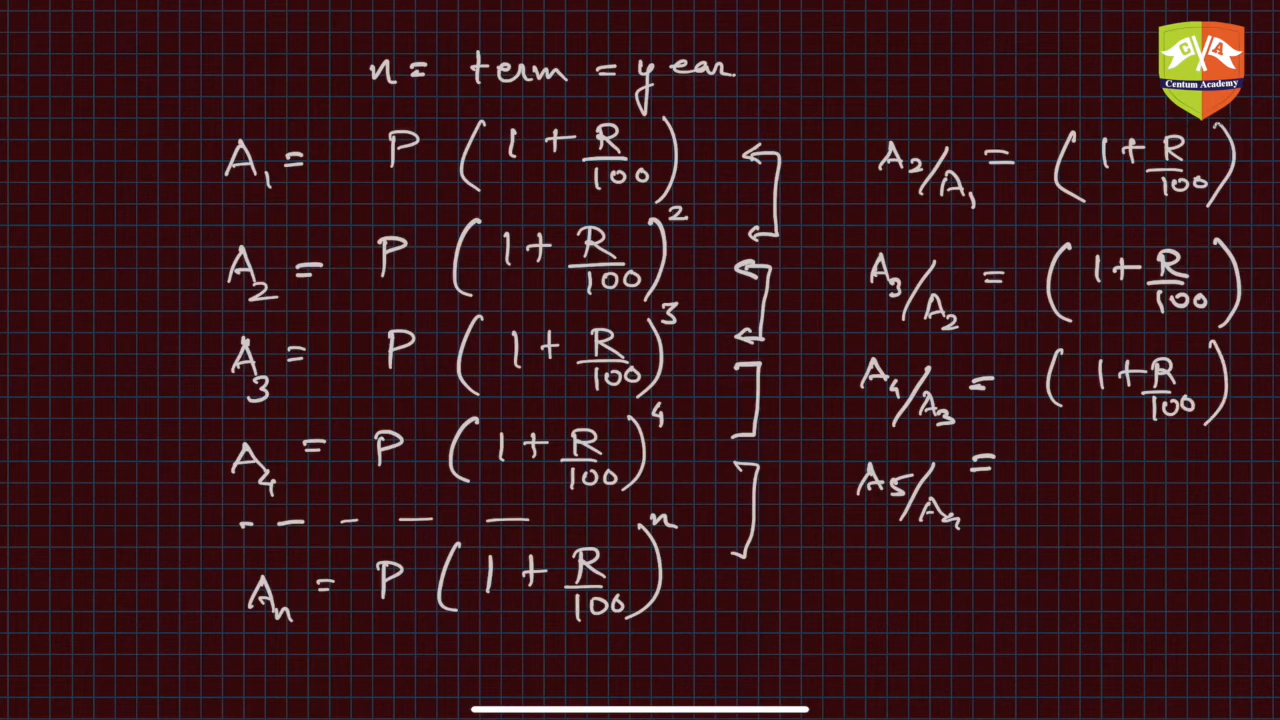 n = term = year
A₁ = P (1 + R/100)
A₂ = P (1 + R/100)²
A₃ = P (1 + R/100)³
A₄ = P (1 + R/100)⁴
- - - - -
Aₙ = P (1 + R/100)ⁿ
A₂/A₁ = (1 + R/100)
A₃/A₂ = (1 + R/100)
A₄/A₃ = (1 + R/100)
A₅/A₄ =
C A
Centum Academy